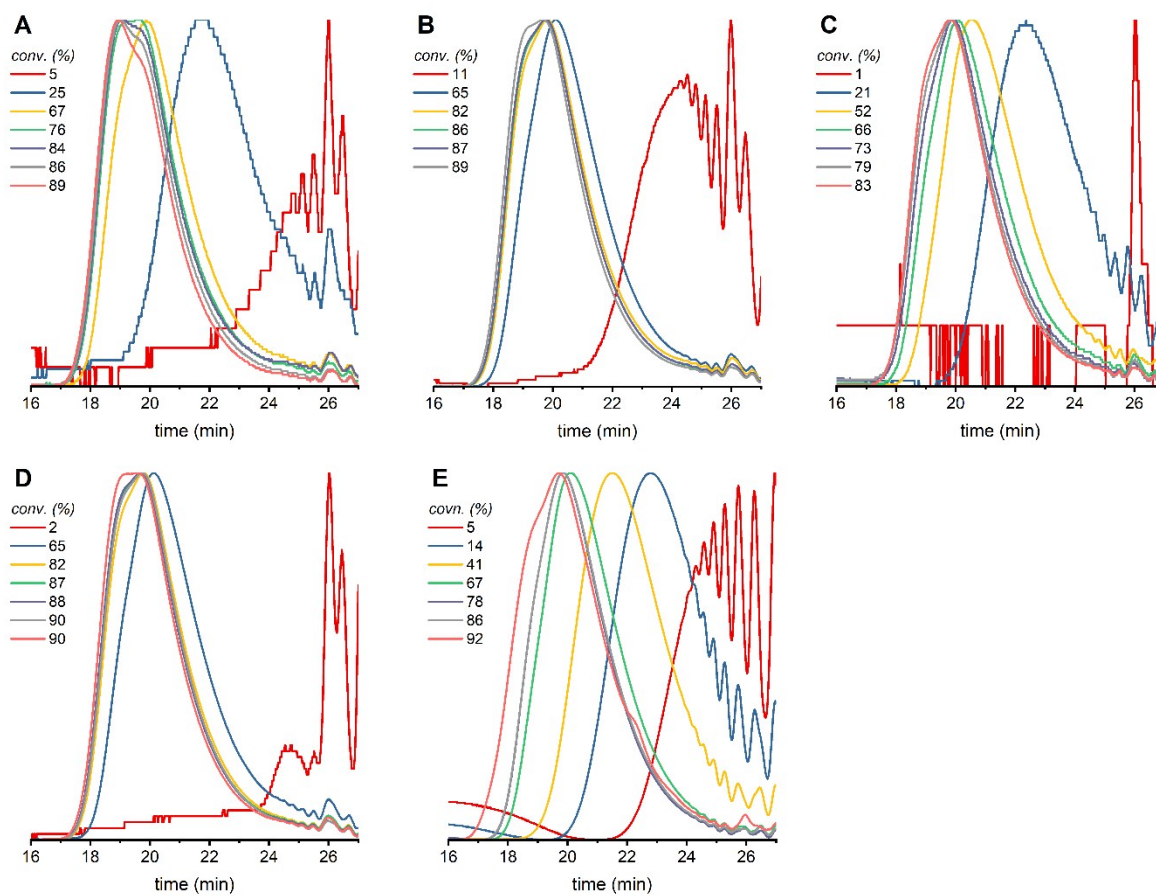 A
conv. (%)
5
25
67
76
84
86
89
16 18 20 22 24 26
time (min)
B
conv. (%)
11
65
82
86
87
89
16 18 20 22 24 26
time (min)
C
conv. (%)
1
21
52
66
73
79
83
16 18 20 22 24 26
time (min)
D
conv. (%)
2
65
82
87
88
90
90
16 18 20 22 24 26
time (min)
E
covn. (%)
5
14
41
67
78
86
92
16 18 20 22 24 26
time (min)